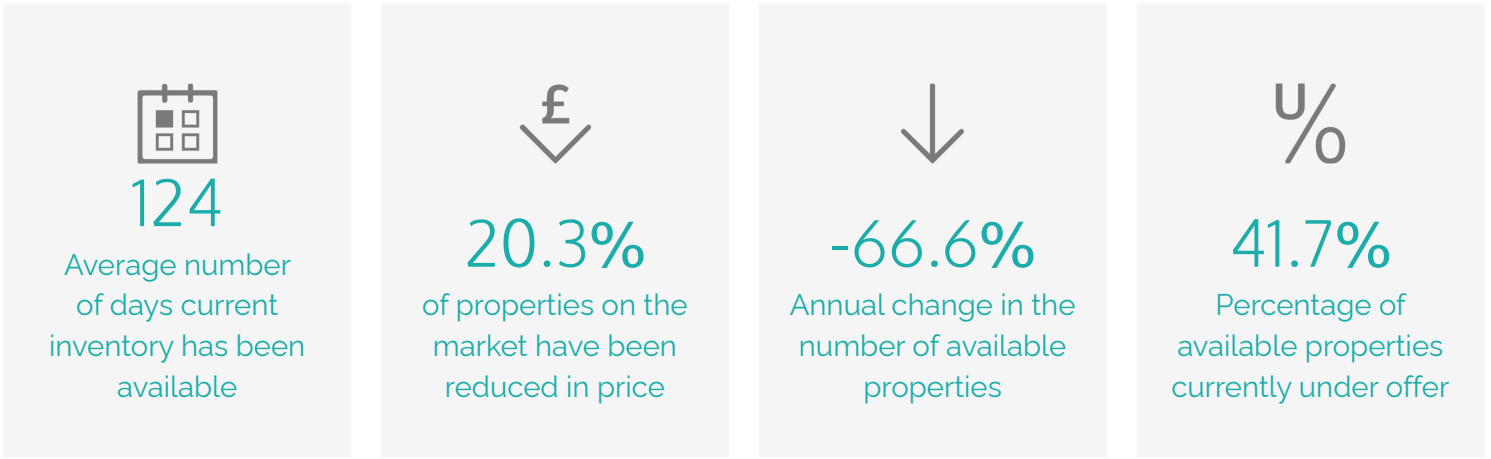 124
Average number
of days current
inventory has been
available
£
20.3%
of properties on the
market have been
reduced in price
-66.6%
Annual change in the
number of available
properties
U/O
41.7%
Percentage of
available properties
currently under offer